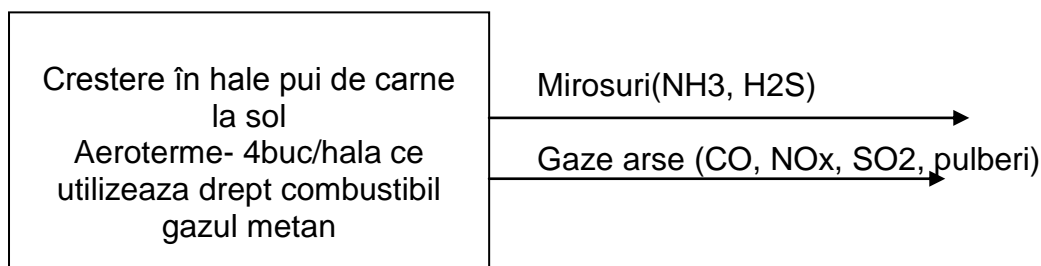 Crestere în hale pui de carne
la sol
Aeroterme- 4buc/hala ce
utilizeaza drept combustibil
gazul metan
Mirosuri(NH3, H2S)
Gaze arse (CO, NOx, SO2, pulberi)